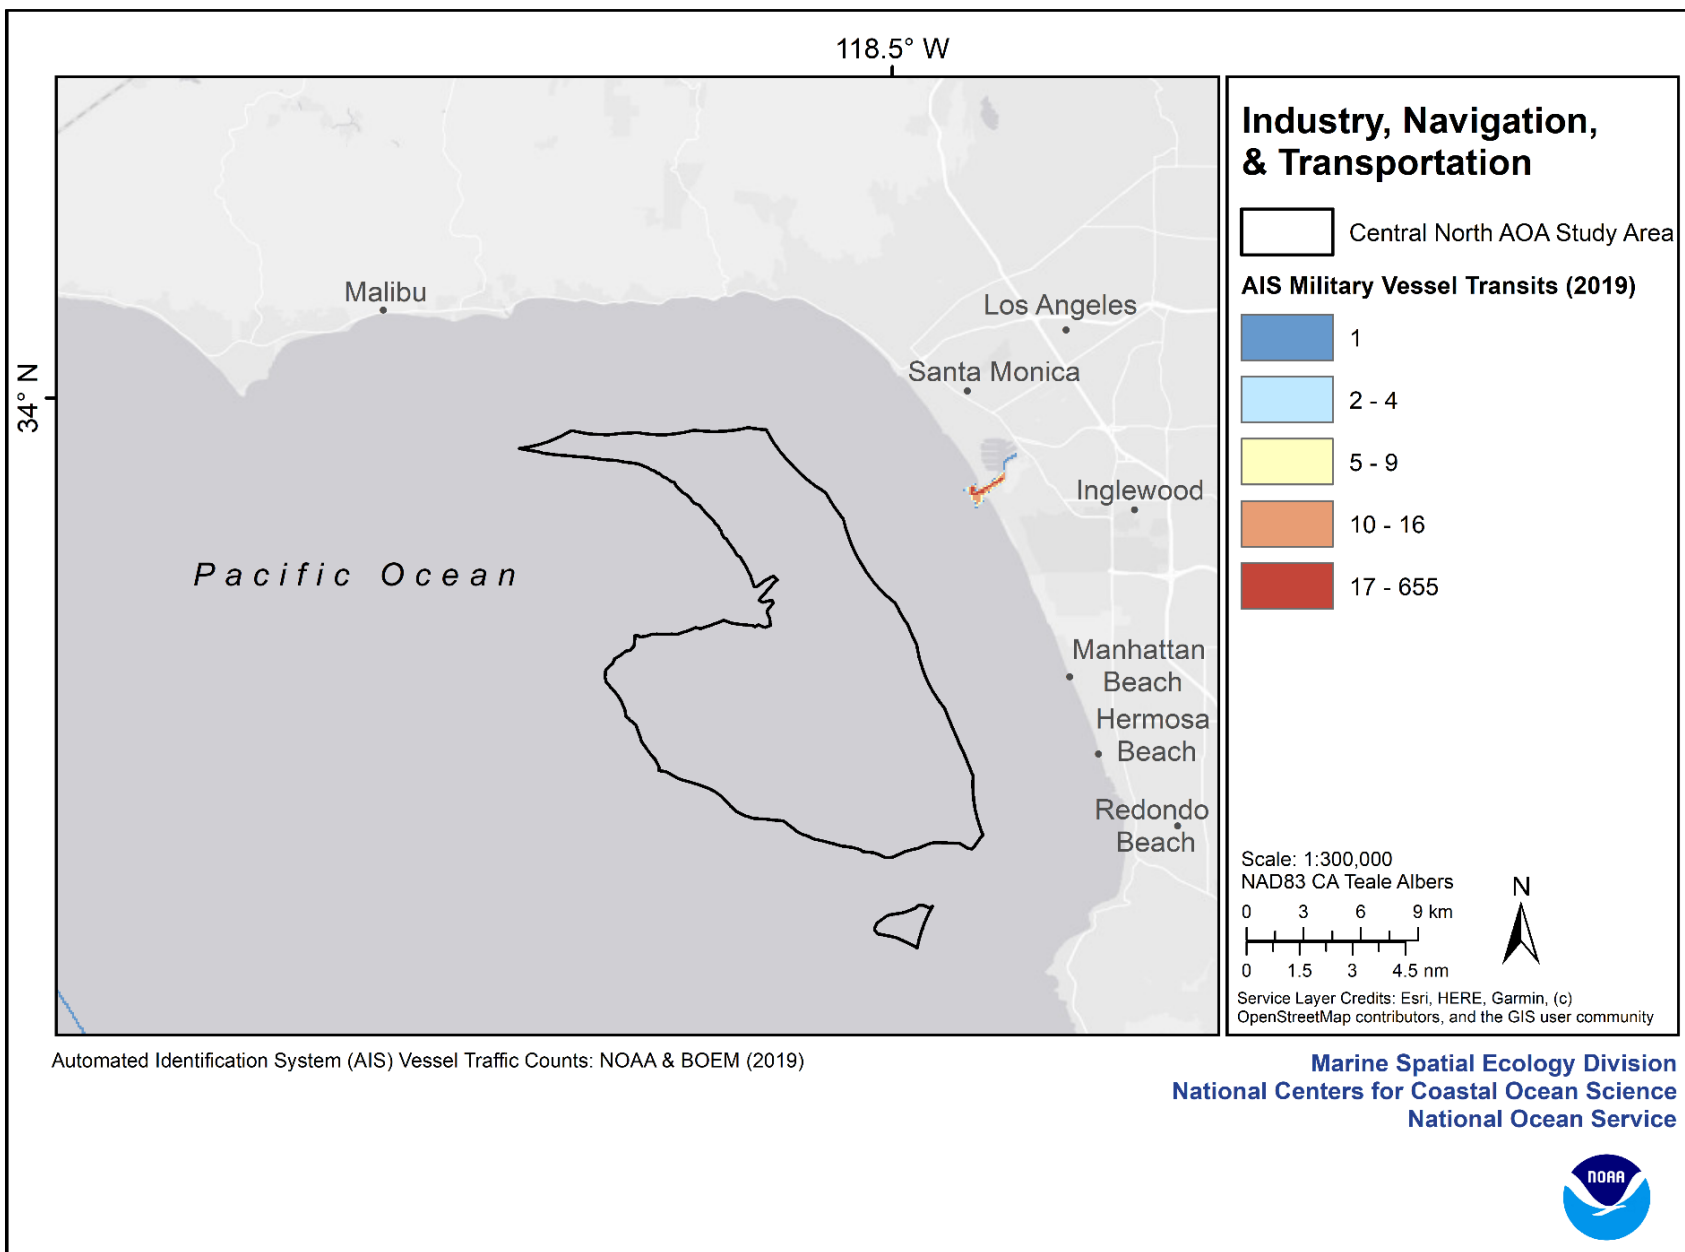 118.5° W
34° N
Malibu
Los Angeles
Santa Monica
Inglewood
Pacific Ocean
Manhattan
Beach
Hermosa
Beach
Redondo
Beach
Industry, Navigation,
& Transportation
Central North AOA Study Area
AIS Military Vessel Transits (2019)
1
2 - 4
5 - 9
10 - 16
17 - 655
Scale: 1:300,000
NAD83 CA Teale Albers
0 3 6 9 km
0 1.5 3 4.5 nm
N
Service Layer Credits: Esri, HERE, Garmin, (c)
OpenStreetMap contributors, and the GIS user community
Automated Identification System (AIS) Vessel Traffic Counts: NOAA & BOEM (2019)
Marine Spatial Ecology Division
National Centers for Coastal Ocean Science
National Ocean Service
NOAA